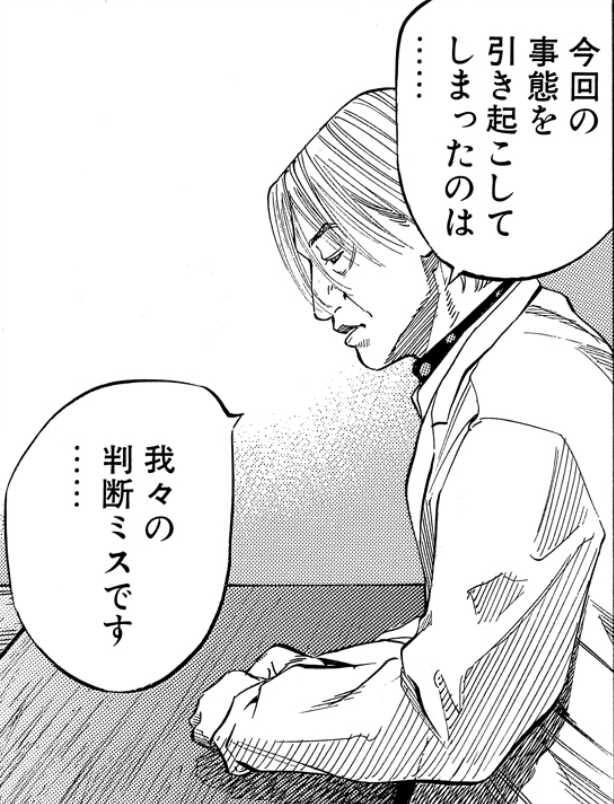 今回の
事態を
引き起こして
しまったのは
……
我々の
判断ミスです
……